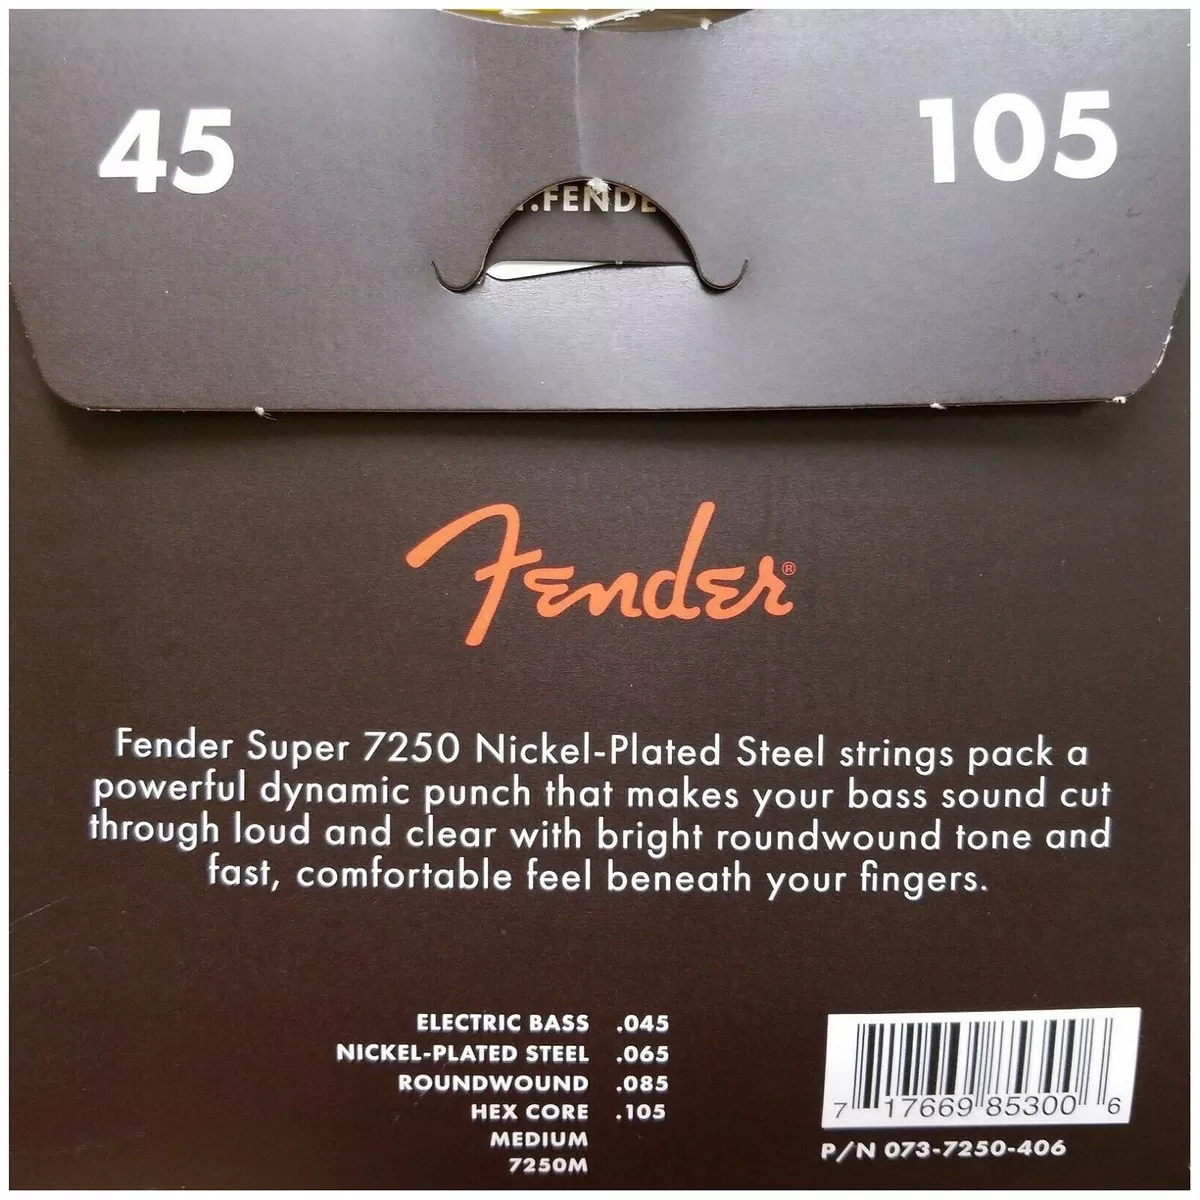 45
105
.FENDE
Fender®
Fender Super 7250 Nickel-Plated Steel strings pack a
powerful dynamic punch that makes your bass sound cut
through loud and clear with bright roundwound tone and
fast, comfortable feel beneath your fingers.
ELECTRIC BASS .045
NICKEL-PLATED STEEL .065
ROUNDWOUND .085
HEX CORE .105
MEDIUM
7250M
7 17669 85300 6
P/N 073-7250-406